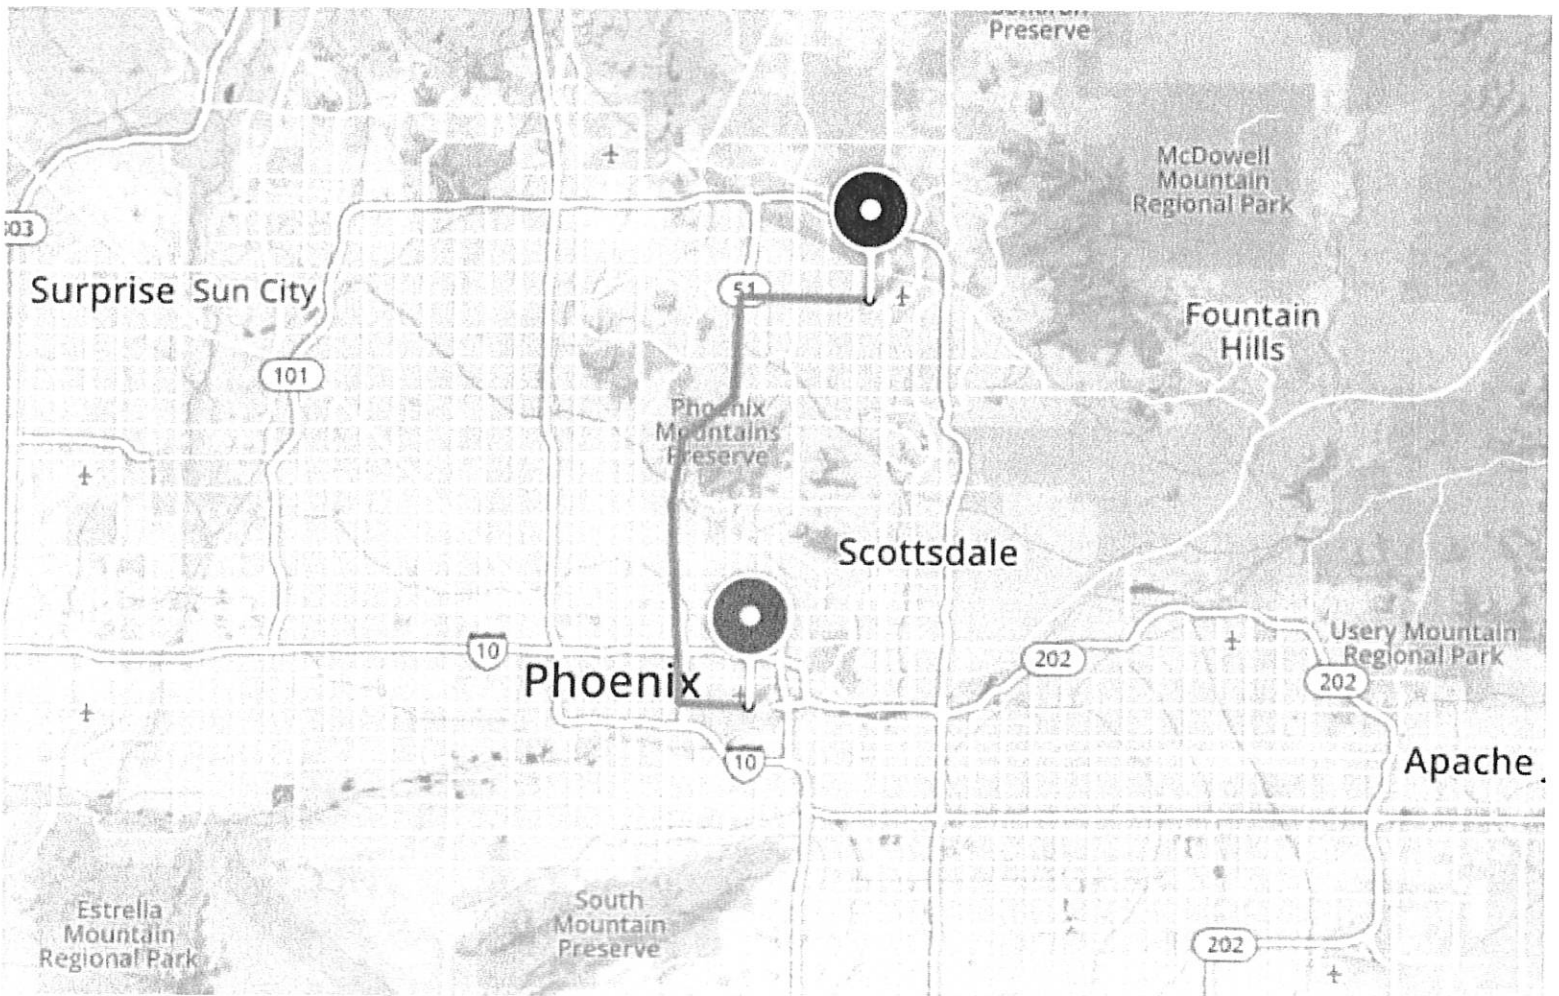 Preserve
McDowell
Mountain
Regional Park
303
Surprise
Sun City
51
Fountain
Hills
101
Phoenix
Mountains
Preserve
Scottsdale
10
Phoenix
202
Usery Mountain
Regional Park
202
10
Apache
Estrella
Mountain
Regional Park
South
Mountain
Preserve
202